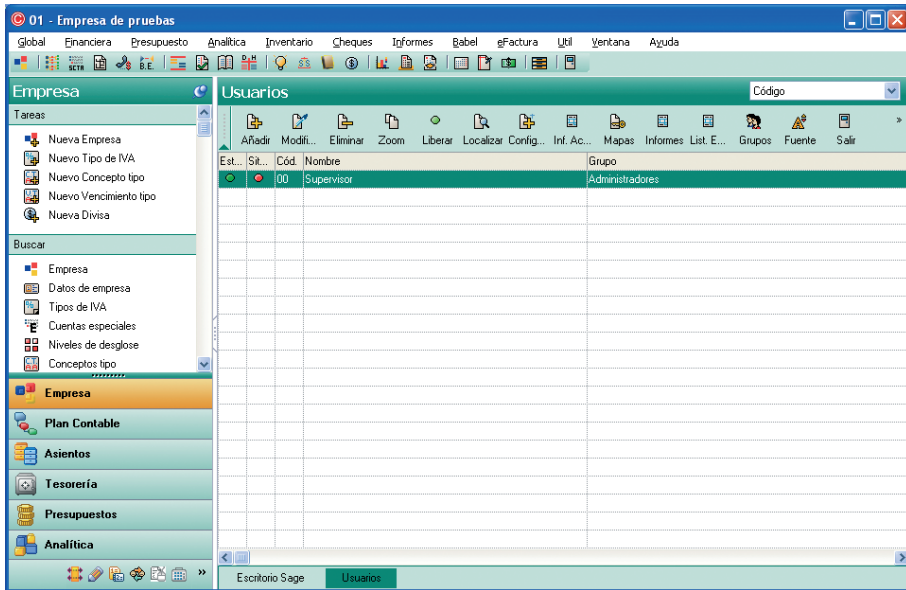 01 - Empresa de pruebas
Global Financiera Presupuesto Analítica Inventario Cheques Informes Babel eFactura Util Ventana Ayuda
Empresa
Usuarios
Código
Tareas
Nueva Empresa
Nuevo Tipo de IVA
Nuevo Concepto tipo
Nuevo Vencimiento tipo
Nueva Divisa
Buscar
Empresa
Datos de empresa
Tipos de IVA
Cuentas especiales
Niveles de desglose
Conceptos tipo
Empresa
Plan Contable
Asientos
Tesorería
Presupuestos
Analítica
Añadir Modifi... Eliminar Zoom Liberar Localizar Config... Inf. Ac... Mapas Informes List. E... Grupos Fuente Salir
Est... Sit... Cód. Nombre Grupo
00 Supervisor Administradores
Escritorio Sage Usuarios